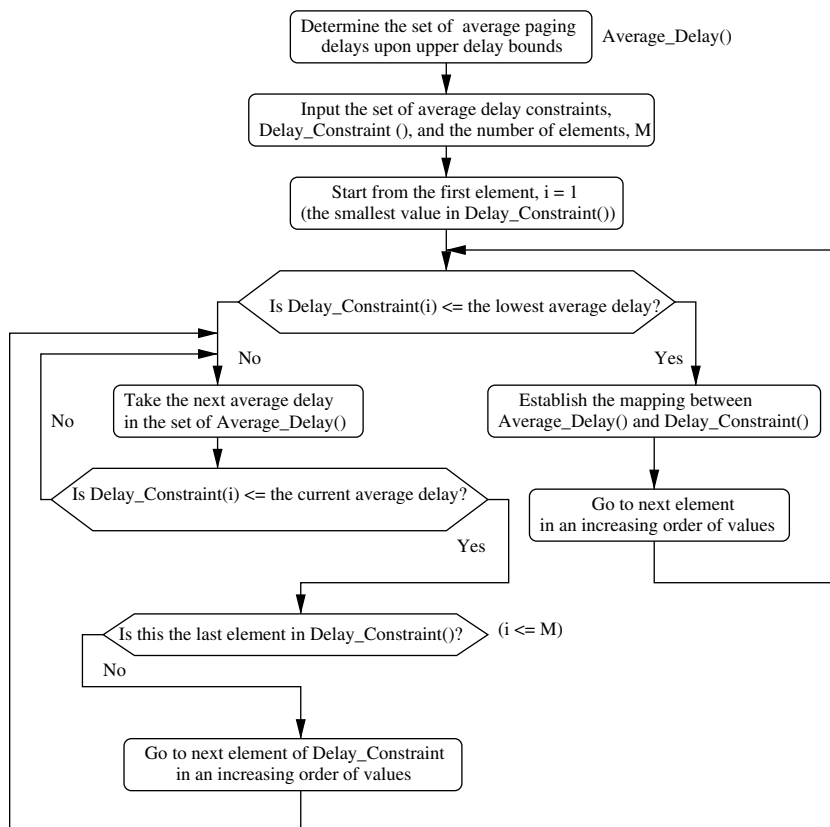 Determine the set of average paging
delays upon upper delay bounds
Average_Delay()
Input the set of average delay constraints,
Delay_Constraint (), and the number of elements, M
Start from the first element, i = 1
(the smallest value in Delay_Constraint())
Is Delay_Constraint(i) <= the lowest average delay?
No
Yes
Take the next average delay
in the set of Average_Delay()
Establish the mapping between
Average_Delay() and Delay_Constraint()
No
Is Delay_Constraint(i) <= the current average delay?
Go to next element
in an increasing order of values
Yes
Is this the last element in Delay_Constraint()?
(i <= M)
No
Go to next element of Delay_Constraint
in an increasing order of values